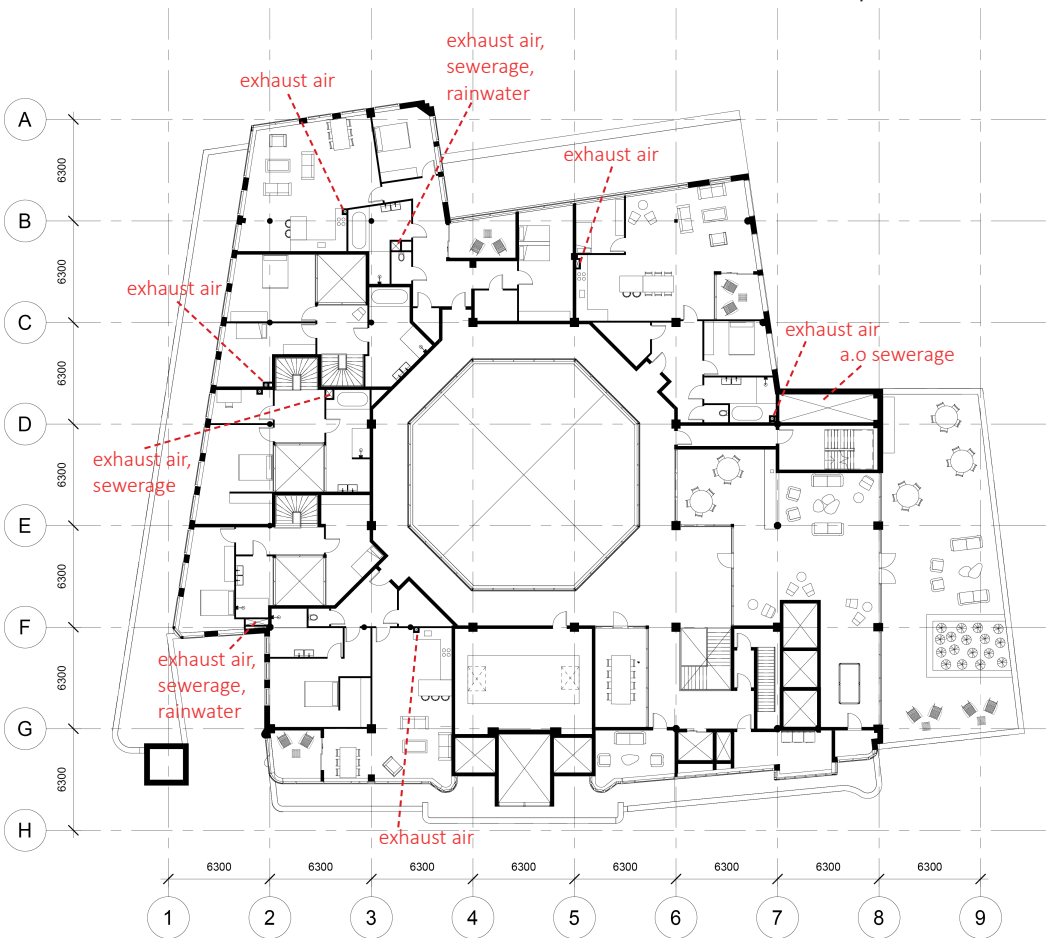 exhaust air,
sewerage,
rainwater
exhaust air
A
exhaust air
6300
B
6300
exhaust air
C
exhaust air
a.o sewerage
6300
D
exhaust air,
sewerage
6300
E
6300
F
exhaust air,
sewerage,
rainwater
6300
G
6300
H
exhaust air
6300 6300 6300 6300 6300 6300 6300 6300
1 2 3 4 5 6 7 8 9